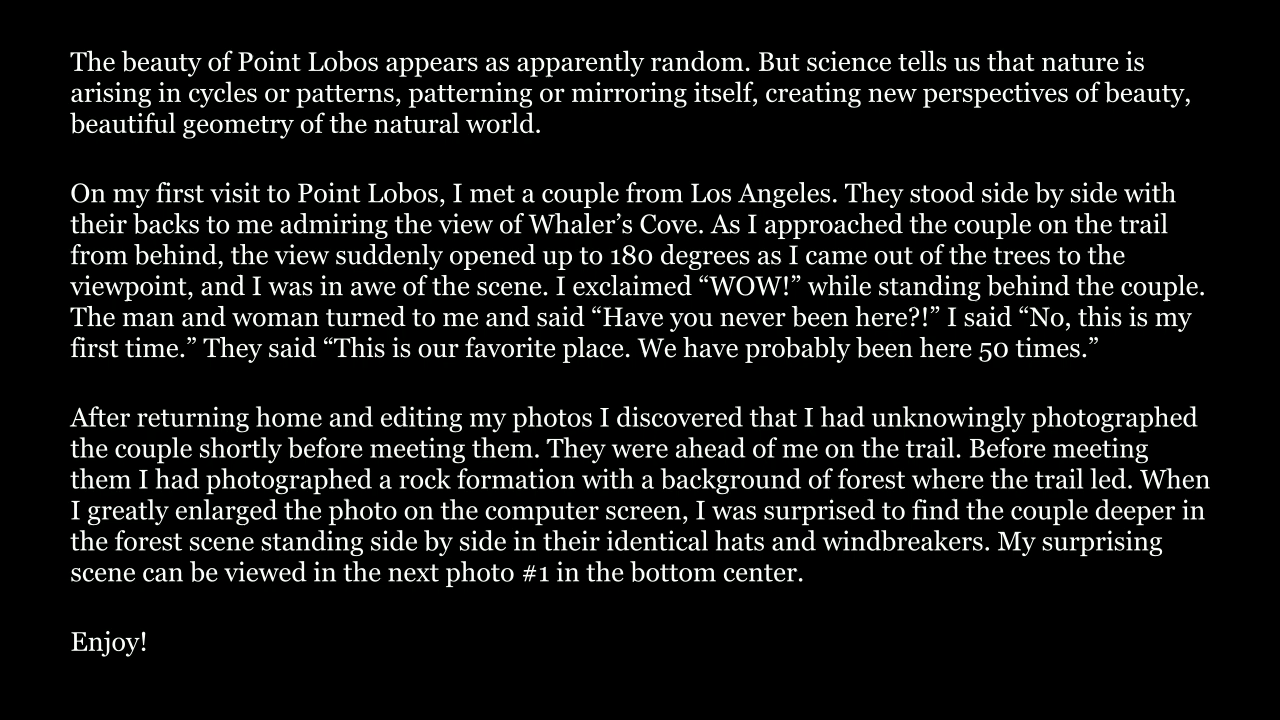 The beauty of Point Lobos appears as apparently random. But science tells us that nature is
arising in cycles or patterns, patterning or mirroring itself, creating new perspectives of beauty,
beautiful geometry of the natural world.
On my first visit to Point Lobos, I met a couple from Los Angeles. They stood side by side with
their backs to me admiring the view of Whaler’s Cove. As I approached the couple on the trail
from behind, the view suddenly opened up to 180 degrees as I came out of the trees to the
viewpoint, and I was in awe of the scene. I exclaimed “WOW!” while standing behind the couple.
The man and woman turned to me and said “Have you never been here?!” I said “No, this is my
first time.” They said “This is our favorite place. We have probably been here 50 times.”
After returning home and editing my photos I discovered that I had unknowingly photographed
the couple shortly before meeting them. They were ahead of me on the trail. Before meeting
them I had photographed a rock formation with a background of forest where the trail led. When
I greatly enlarged the photo on the computer screen, I was surprised to find the couple deeper in
the forest scene standing side by side in their identical hats and windbreakers. My surprising
scene can be viewed in the next photo #1 in the bottom center.
Enjoy!